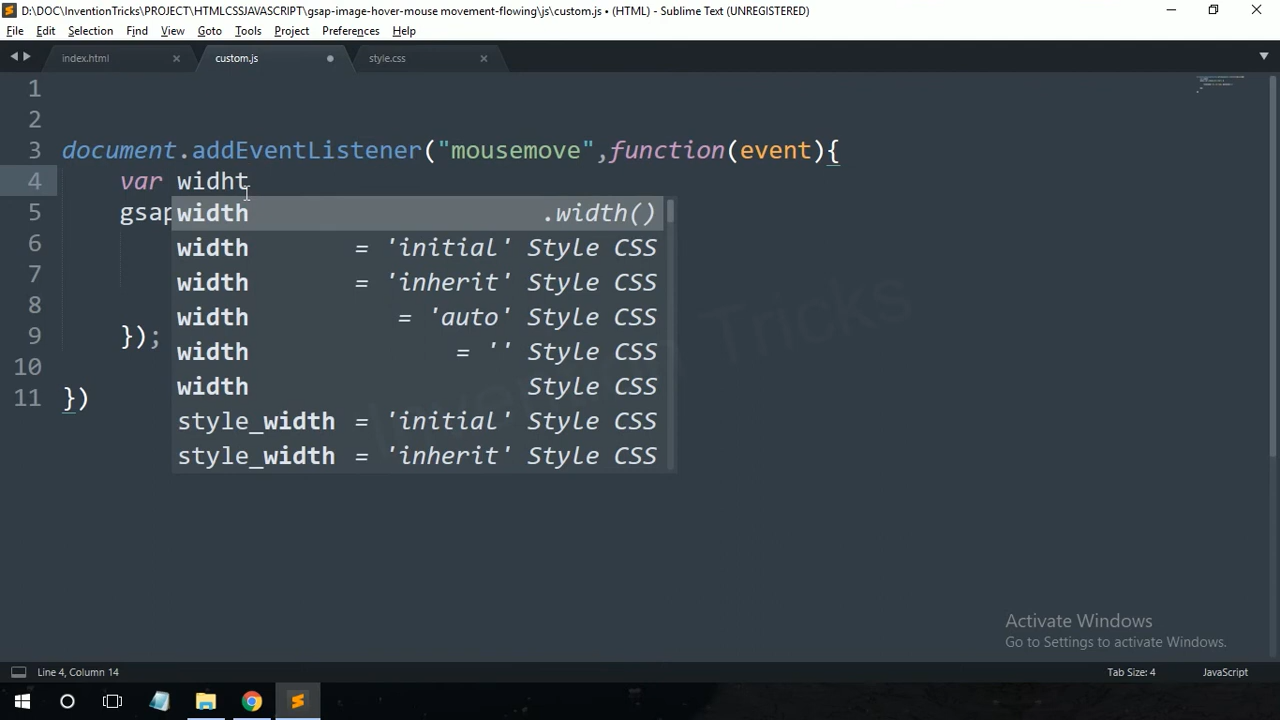 D:\DOC\InventionTricks\PROJECT\HTMLCSSJAVASCRIPT\gsap-image-hover-mouse movement-flowing\js\custom.js • (HTML) - Sublime Text (UNREGISTERED)
File Edit Selection Find View Goto Tools Project Preferences Help
index.html custom.js style.css
1
2
3 document.addEventListener("mousemove",function(event){
4 var widht
5 gsap
width .width()
6 width = 'initial' Style CSS
7 width = 'inherit' Style CSS
8 width = 'auto' Style CSS
9 });
width = '' Style CSS
10 width Style CSS
11 })
style_width = 'initial' Style CSS
style_width = 'inherit' Style CSS
Invention Tricks
Activate Windows
Go to Settings to activate Windows.
Line 4, Column 14 Tab Size: 4 JavaScript